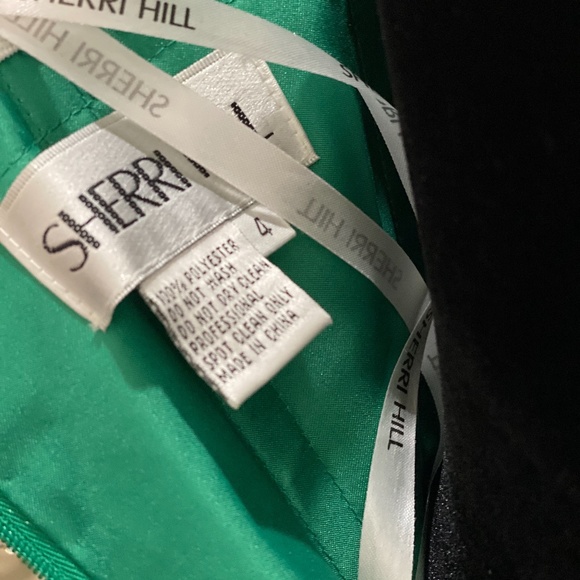 SHERRI HILL
SHERRI HILL
SHERRI
4
100% POLYESTER
DO NOT WASH
DO NOT DRY CLEAN
PROFESSIONAL
SPOT CLEAN ONLY
MADE IN CHINA
SHERRI HILL
SHERRI HILL